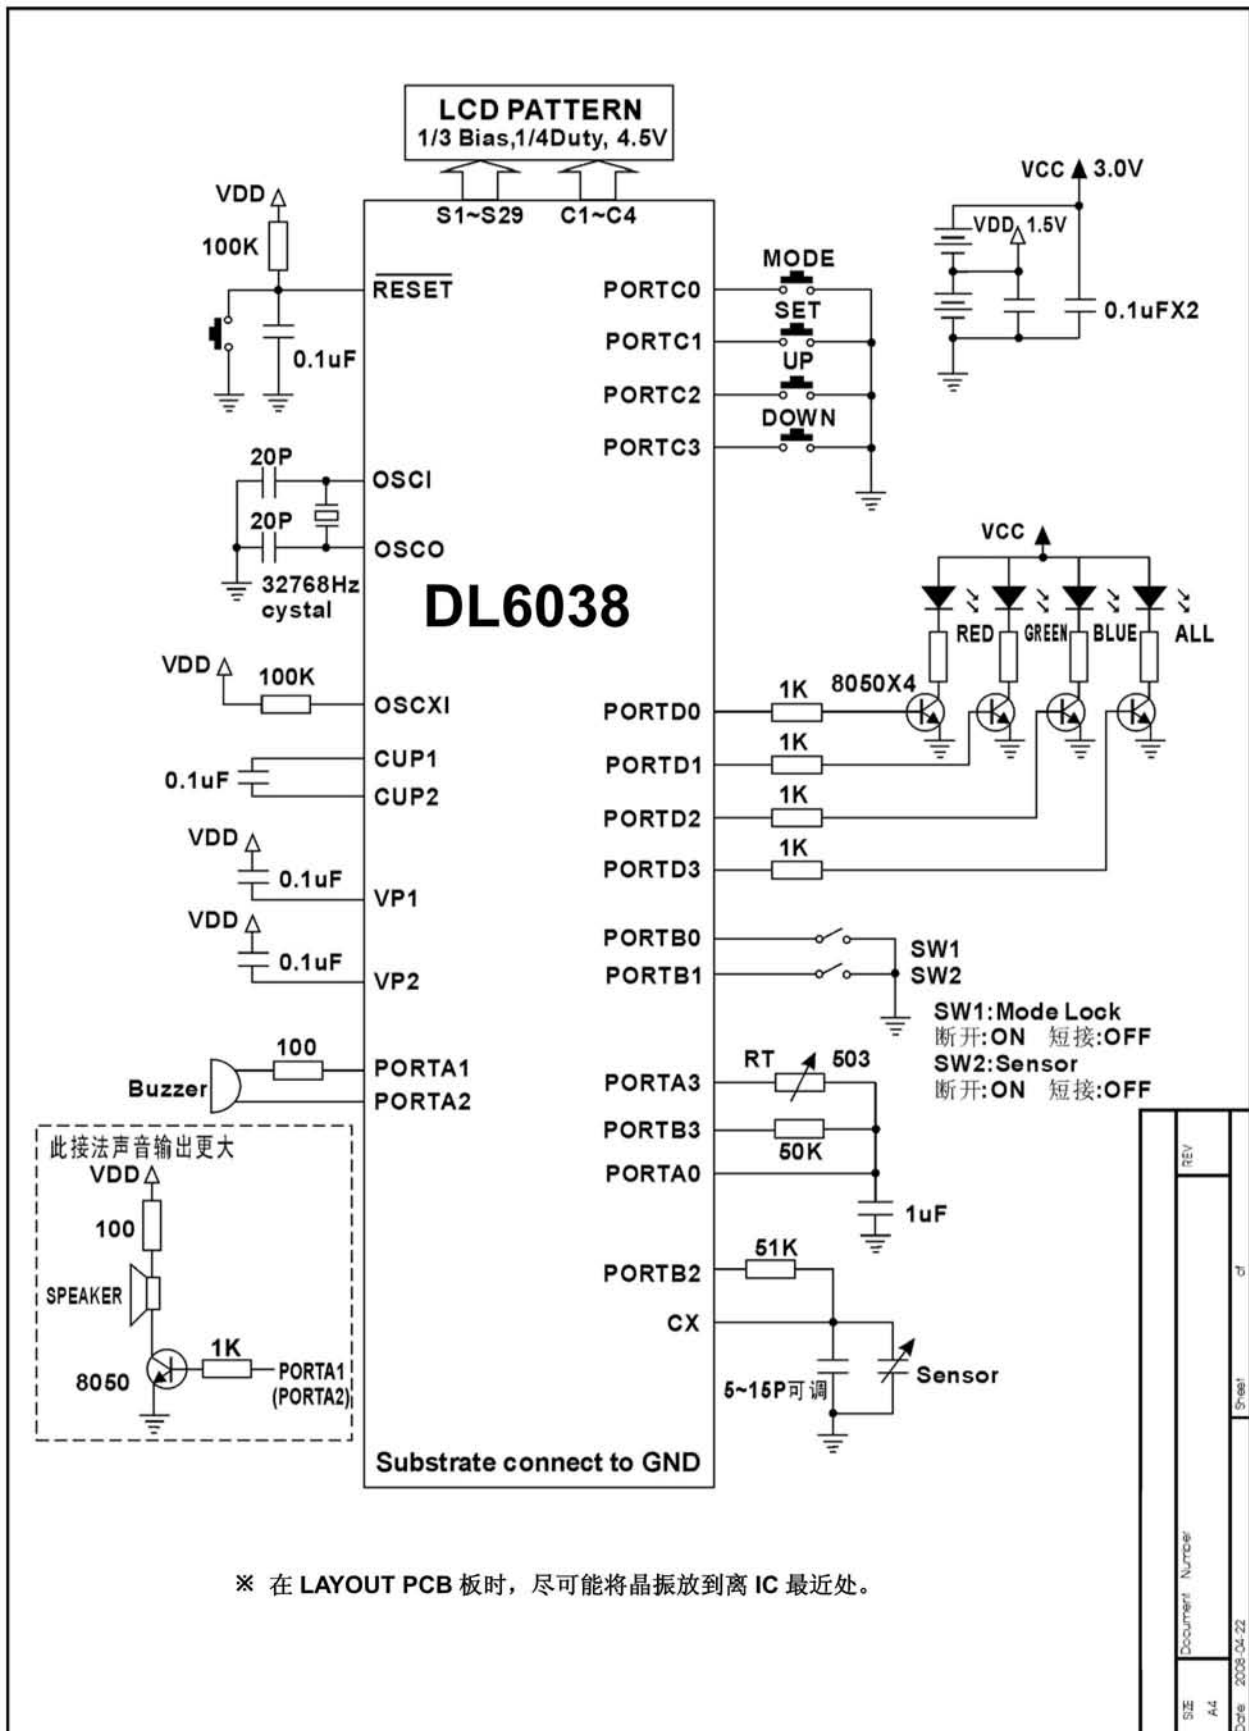 LCD PATTERN
1/3 Bias,1/4Duty, 4.5V
S1~S29
C1~C4
VDD
100K
RESET
0.1uF
20P
OSCI
20P
OSCO
32768Hz
cystal
DL6038
VDD
100K
OSCXI
CUP1
0.1uF
CUP2
VDD
0.1uF
VP1
VDD
0.1uF
VP2
100
PORTA1
Buzzer
PORTA2
此接法声音输出更大
VDD
100
SPEAKER
1K
8050
PORTA1
(PORTA2)
Substrate connect to GND
MODE
PORTC0
SET
PORTC1
UP
PORTC2
DOWN
PORTC3
VCC 3.0V
VDD 1.5V
0.1uFX2
VCC
RED
GREEN
BLUE
ALL
PORTD0
1K
8050X4
PORTD1
1K
PORTD2
1K
PORTD3
1K
PORTB0
SW1
PORTB1
SW2
SW1:Mode Lock
断开:ON 短接:OFF
SW2:Sensor
断开:ON 短接:OFF
RT
503
PORTA3
PORTB3
50K
PORTA0
1uF
51K
PORTB2
CX
5~15P可调
Sensor
※ 在 LAYOUT PCB 板时，尽可能将晶振放到离 IC 最近处。
SIZE
A4
Document Number
REV
Date: 2008-04-22
Sheet of